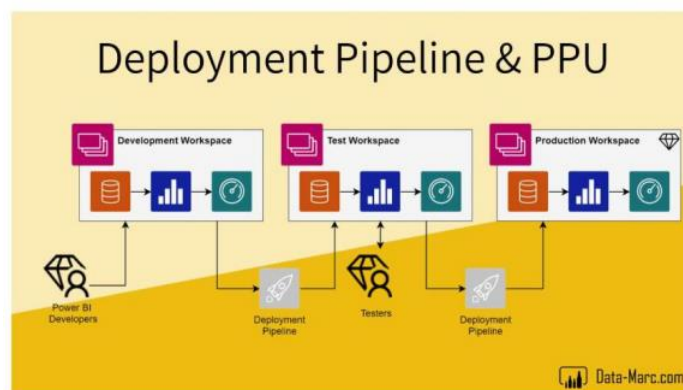 Deployment Pipeline & PPU
Development Workspace
Test Workspace
Production Workspace
Power BI
Developers
Deployment
Pipeline
Testers
Deployment
Pipeline
Data-Marc.com